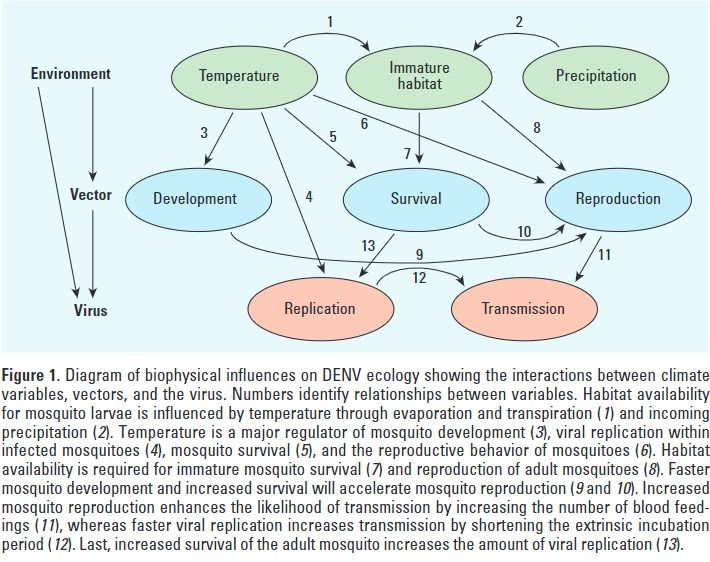 1
2
Environment
Temperature
Immature
habitat
Precipitation
3
5
6
7
8
4
Vector
Development
Survival
Reproduction
10
13
9
12
11
Virus
Replication
Transmission
Figure 1. Diagram of biophysical influences on DENV ecology showing the interactions between climate
variables, vectors, and the virus. Numbers identify relationships between variables. Habitat availability
for mosquito larvae is influenced by temperature through evaporation and transpiration (1) and incoming
precipitation (2). Temperature is a major regulator of mosquito development (3), viral replication within
infected mosquitoes (4), mosquito survival (5), and the reproductive behavior of mosquitoes (6). Habitat
availability is required for immature mosquito survival (7) and reproduction of adult mosquitoes (8). Faster
mosquito development and increased survival will accelerate mosquito reproduction (9 and 10). Increased
mosquito reproduction enhances the likelihood of transmission by increasing the number of blood feed-
ings (11), whereas faster viral replication increases transmission by shortening the extrinsic incubation
period (12). Last, increased survival of the adult mosquito increases the amount of viral replication (13).